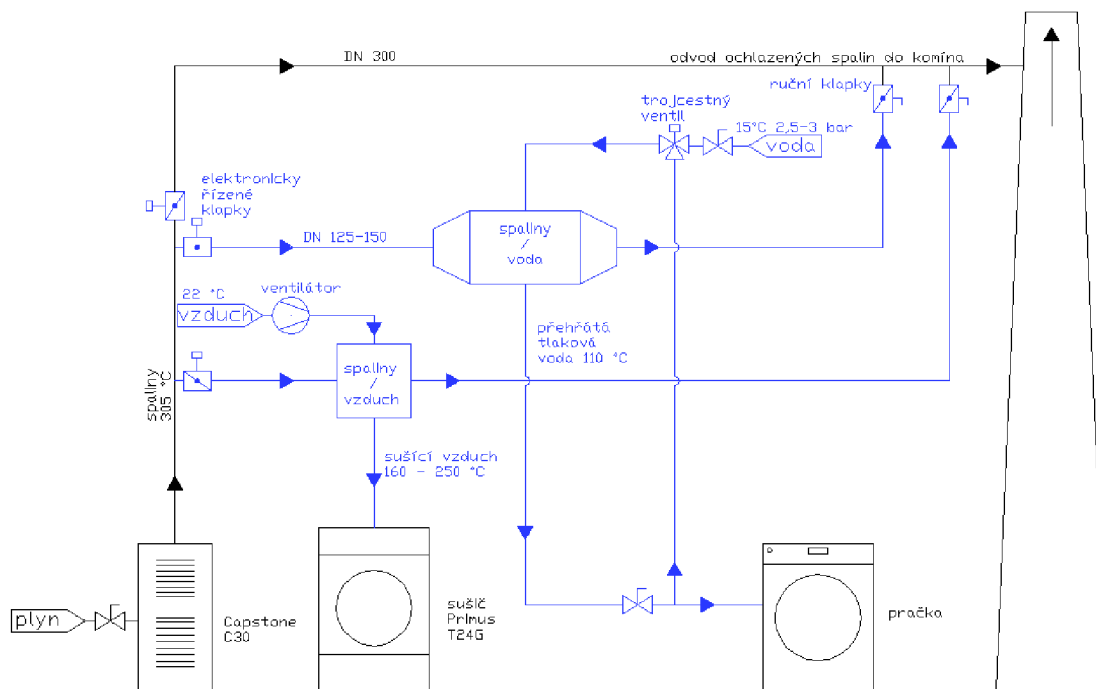 DN 300
odvod ochlazených spalin do komína
ruční klapky
trojcestný
ventil
15°C 2,5-3 bar
voda
elektronicky
řízené
klapky
DN 125-150
spaliny
/
voda
22 °C
vzduch
ventilátor
přehřátá
tlaková
voda 110 °C
spaliny
/
vzduch
spaliny
305 °C
sušící vzduch
160 - 250 °C
plyn
Capstone
C30
sušič
Primus
T24G
pračka